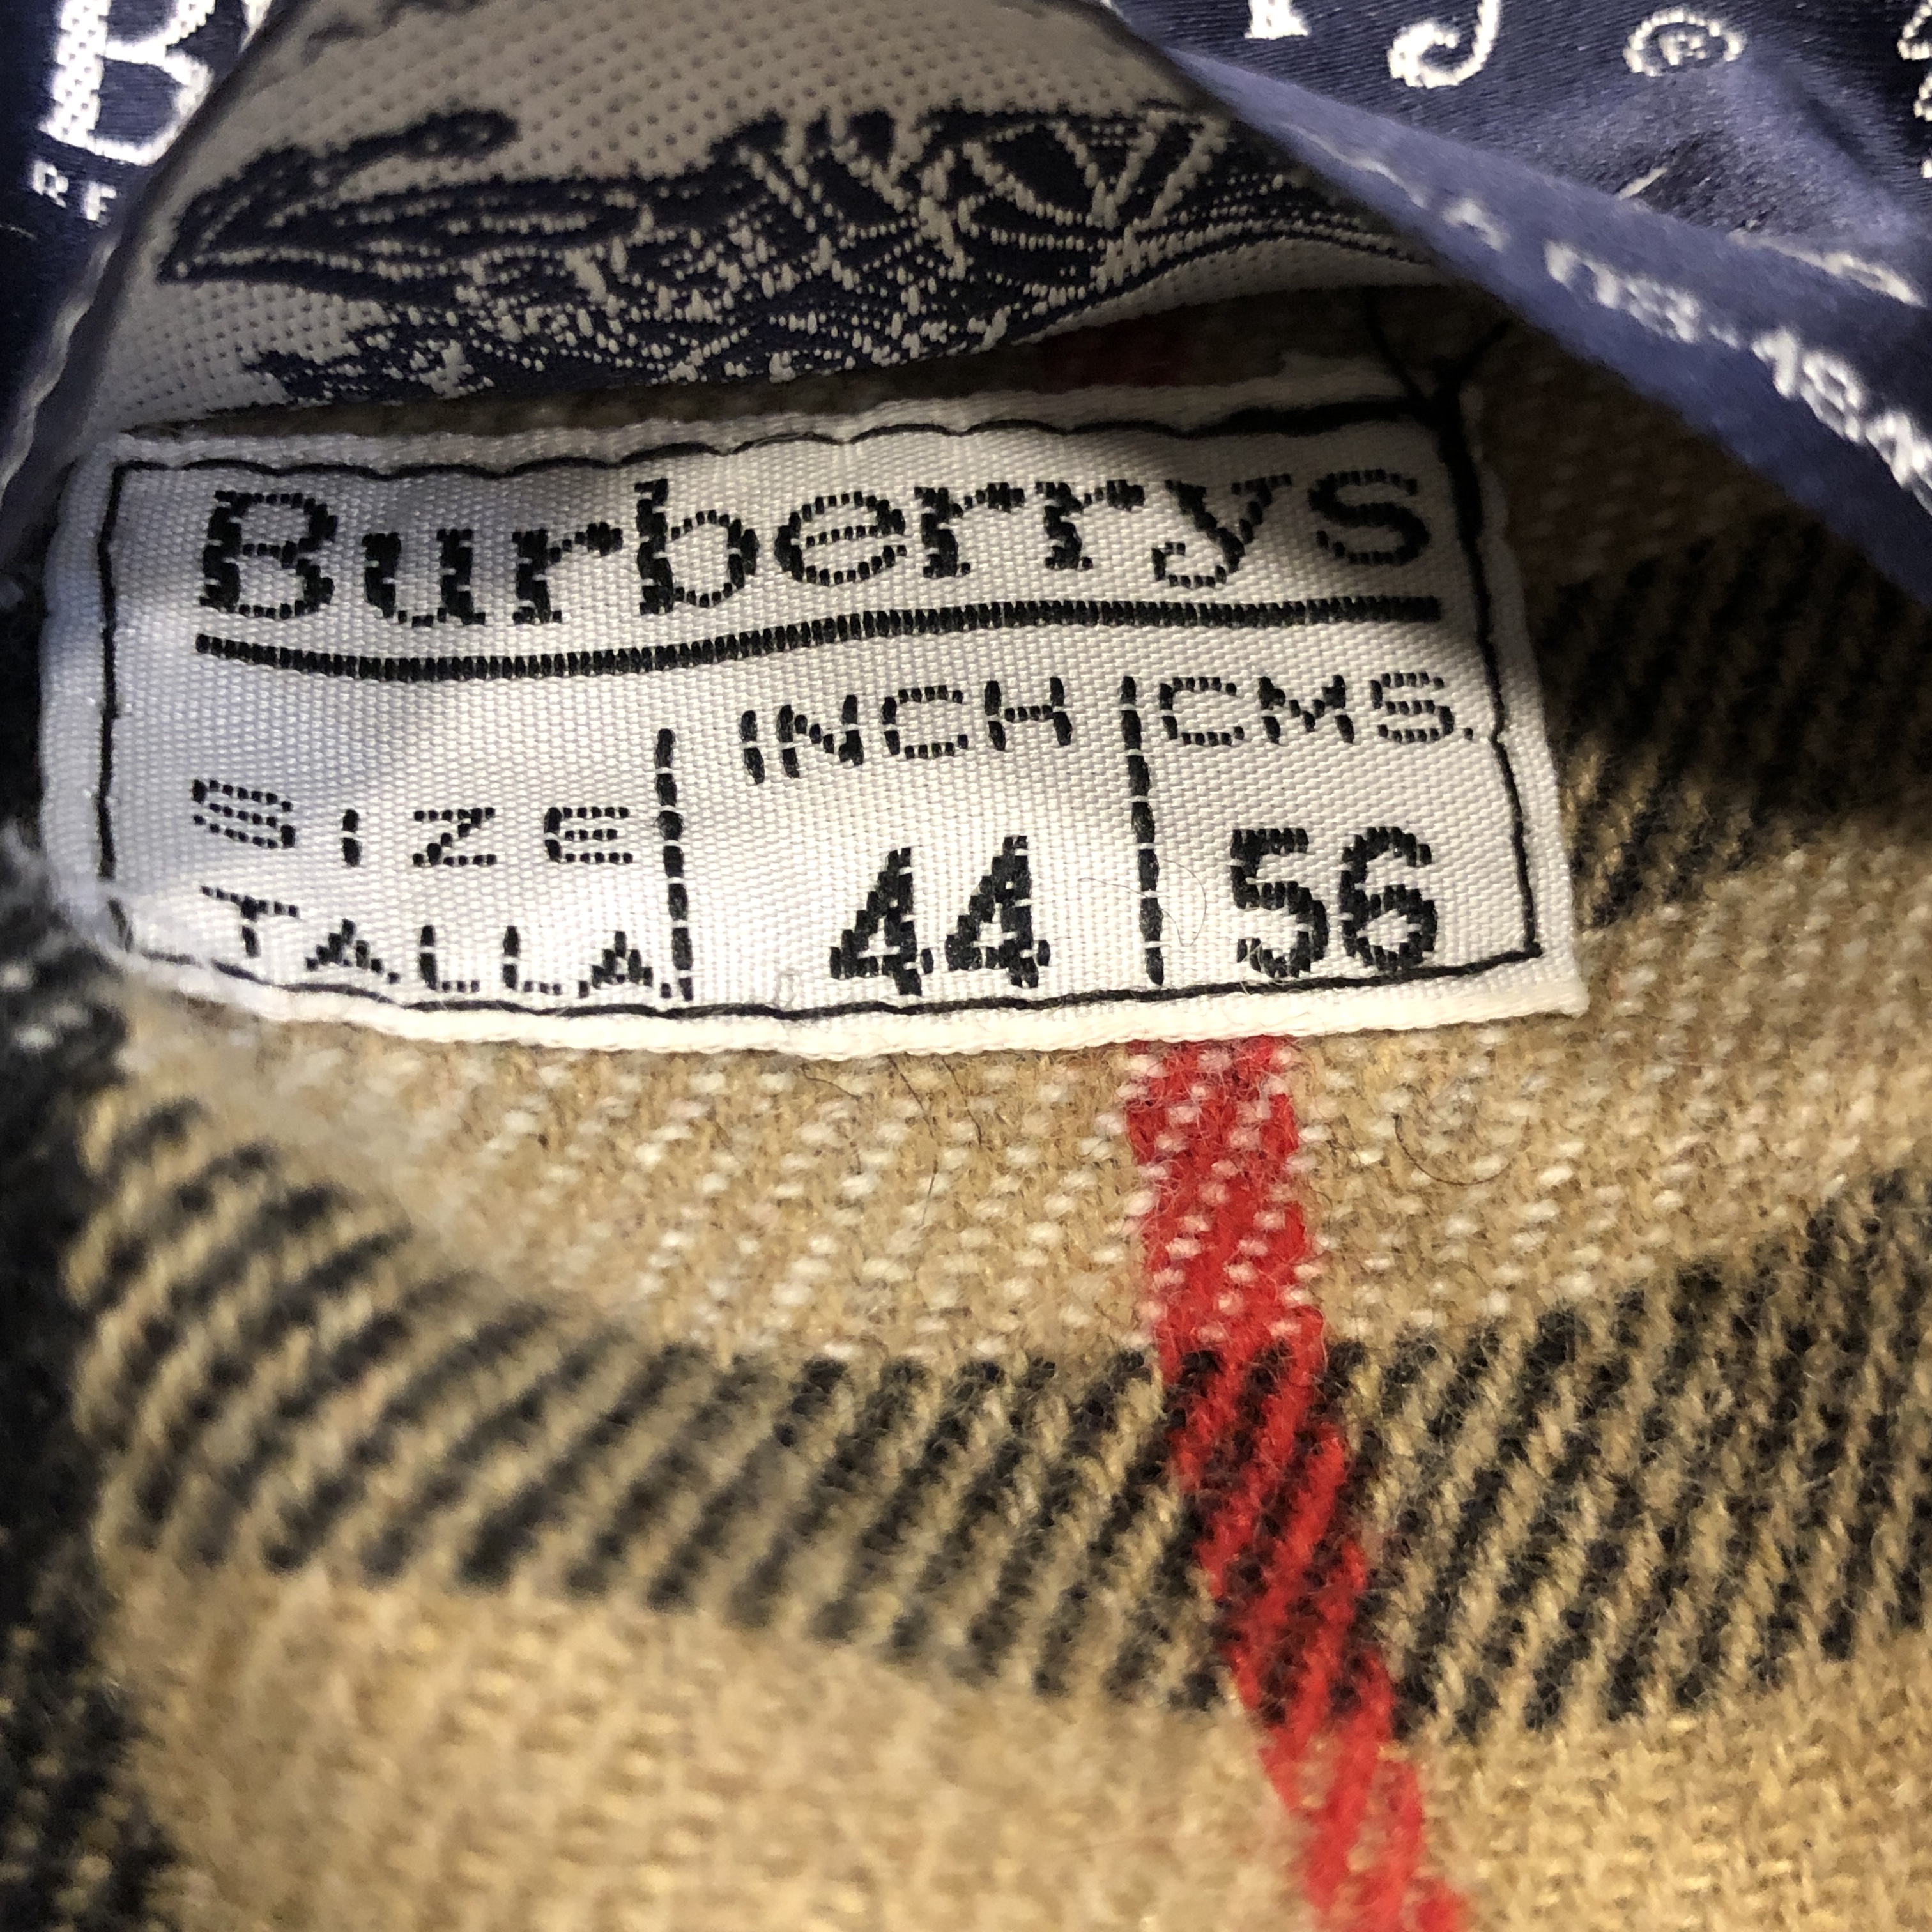 Burberrys
INCH CMS.
SIZE
44 56
TALLA